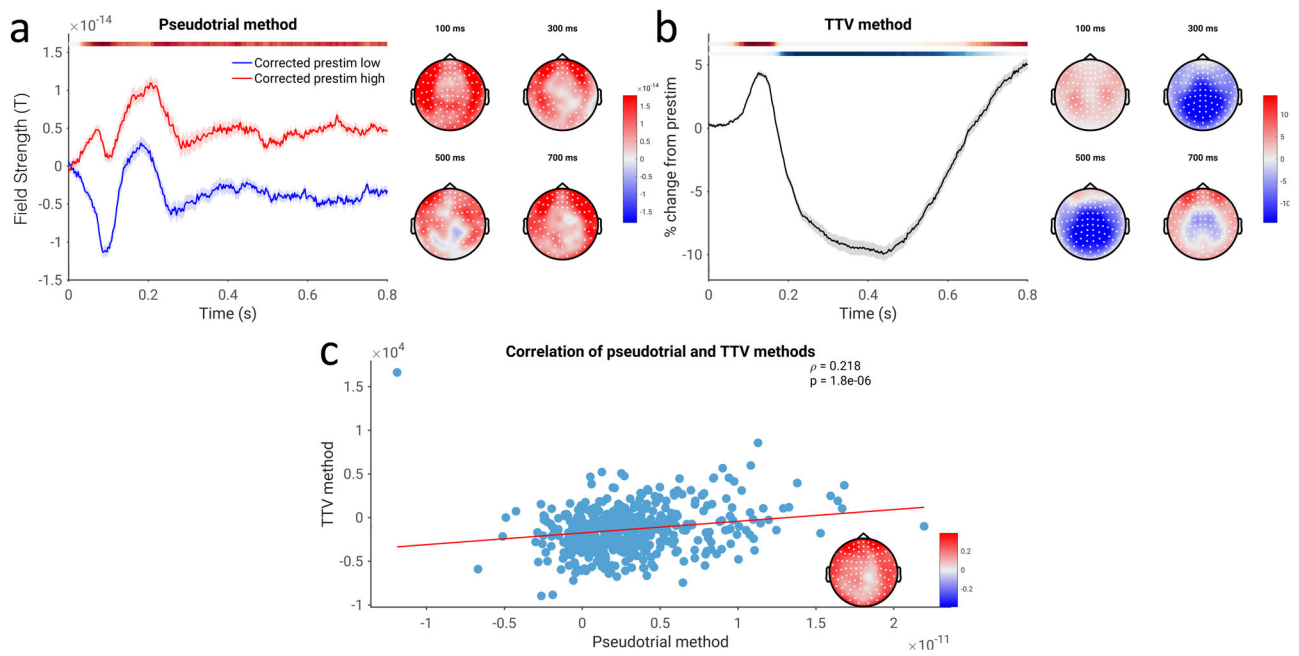 a
Pseudotrial method
×10⁻¹⁴
1.5
1
0.5
0
-0.5
-1
-1.5
Field Strength (T)
Corrected prestim low
Corrected prestim high
0 0.2 0.4 0.6 0.8
Time (s)
100 ms 300 ms
500 ms 700 ms
×10⁻¹⁴
1.5
1
0.5
0
-0.5
-1
-1.5
b
TTV method
5
0
-5
-10
% change from prestim
0 0.2 0.4 0.6 0.8
Time (s)
100 ms 300 ms
500 ms 700 ms
10
5
0
-5
-10
c
Correlation of pseudotrial and TTV methods
×10⁴
ρ = 0.218
p = 1.8e-06
1.5
1
0.5
0
-0.5
-1
TTV method
0.2
0
-0.2
-1 -0.5 0 0.5 1 1.5 2
Pseudotrial method
×10⁻¹¹